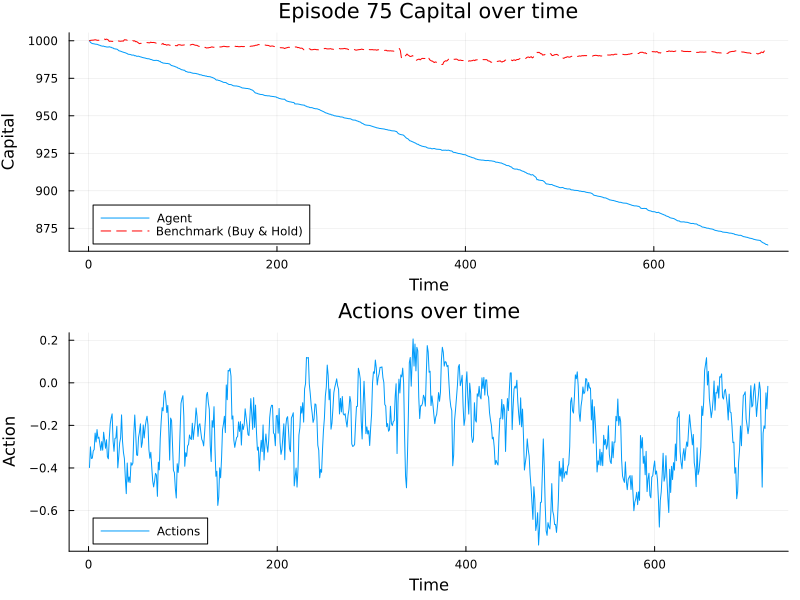 Episode 75 Capital over time
1000
975
950
925
900
875
Capital
Agent
Benchmark (Buy & Hold)
0 200 400 600
Time
Actions over time
0.2
0.0
−0.2
−0.4
−0.6
Action
Actions
0 200 400 600
Time